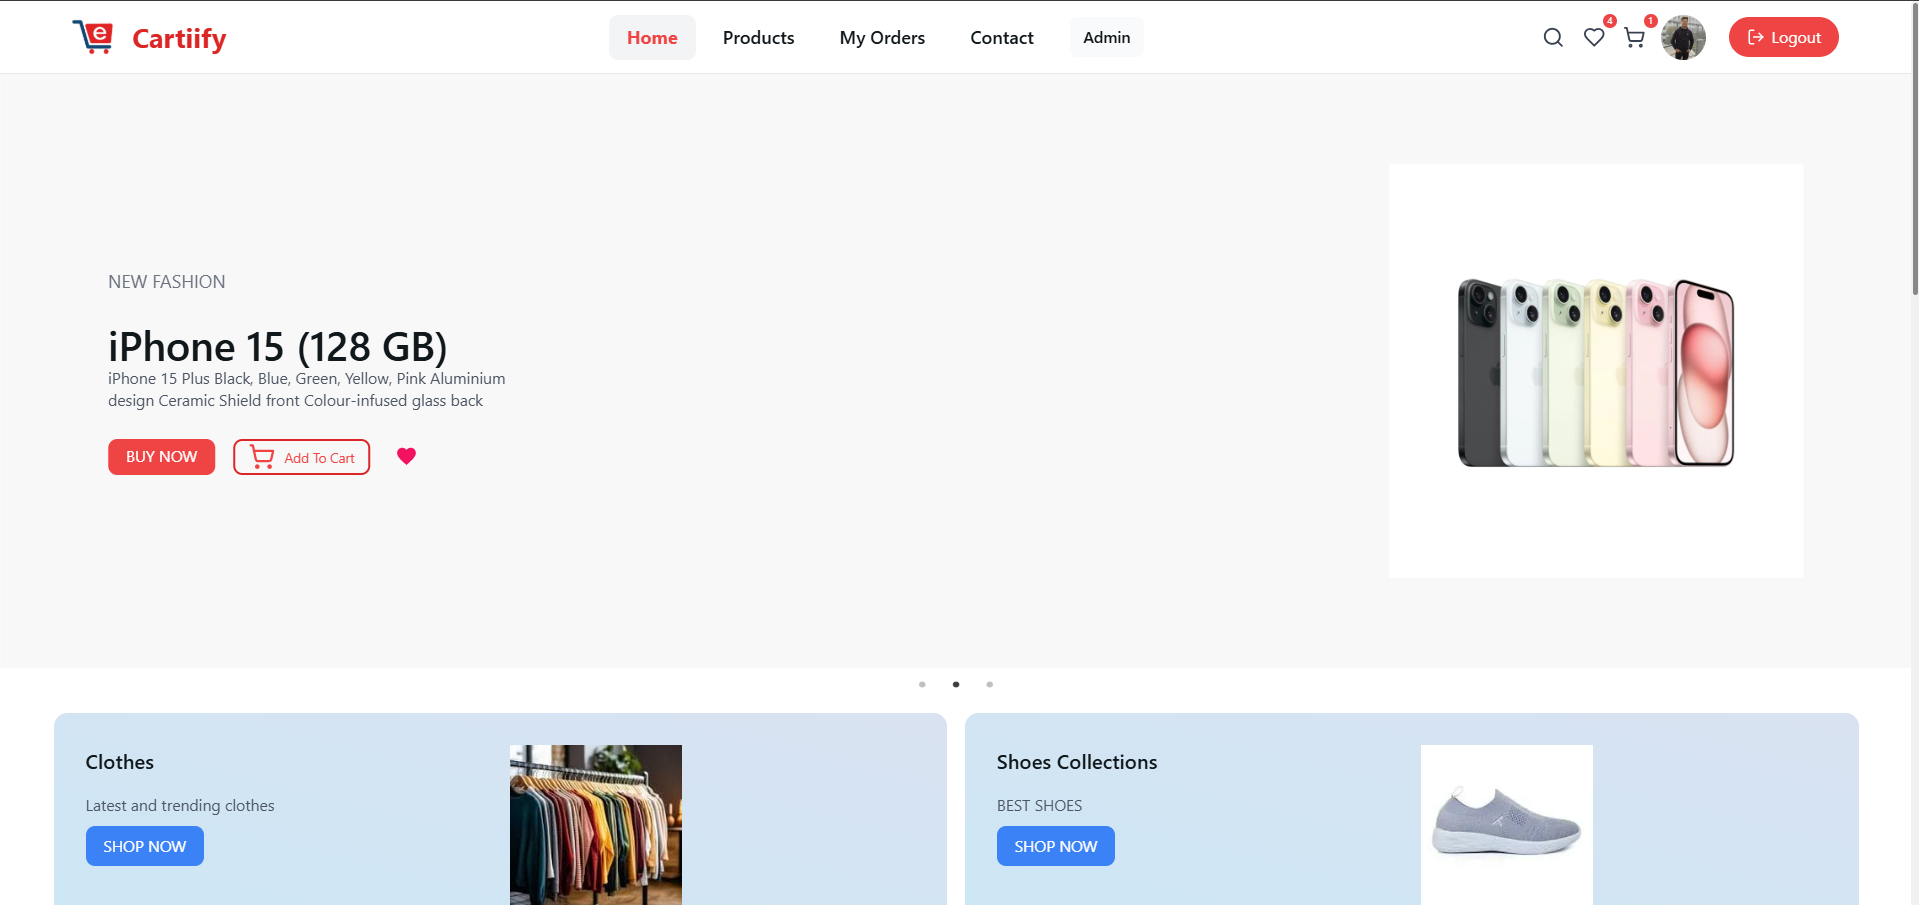 e Cartiify
Home Products My Orders Contact Admin
4 1
Logout
NEW FASHION
iPhone 15 (128 GB)
iPhone 15 Plus Black, Blue, Green, Yellow, Pink Aluminium
design Ceramic Shield front Colour-infused glass back
BUY NOW Add To Cart
Clothes
Latest and trending clothes
SHOP NOW
Shoes Collections
BEST SHOES
SHOP NOW